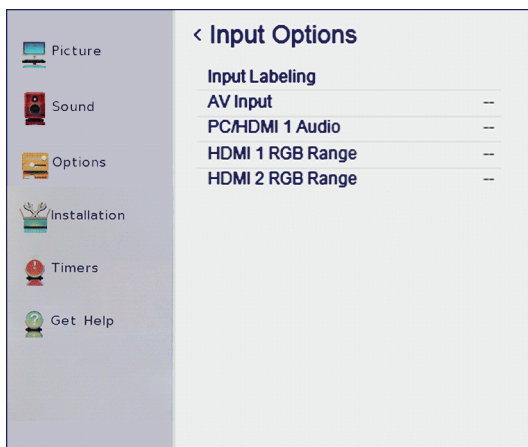 Picture
Sound
Options
Installation
Timers
Get Help
< Input Options
Input Labeling
AV Input --
PC/HDMI 1 Audio --
HDMI 1 RGB Range --
HDMI 2 RGB Range --